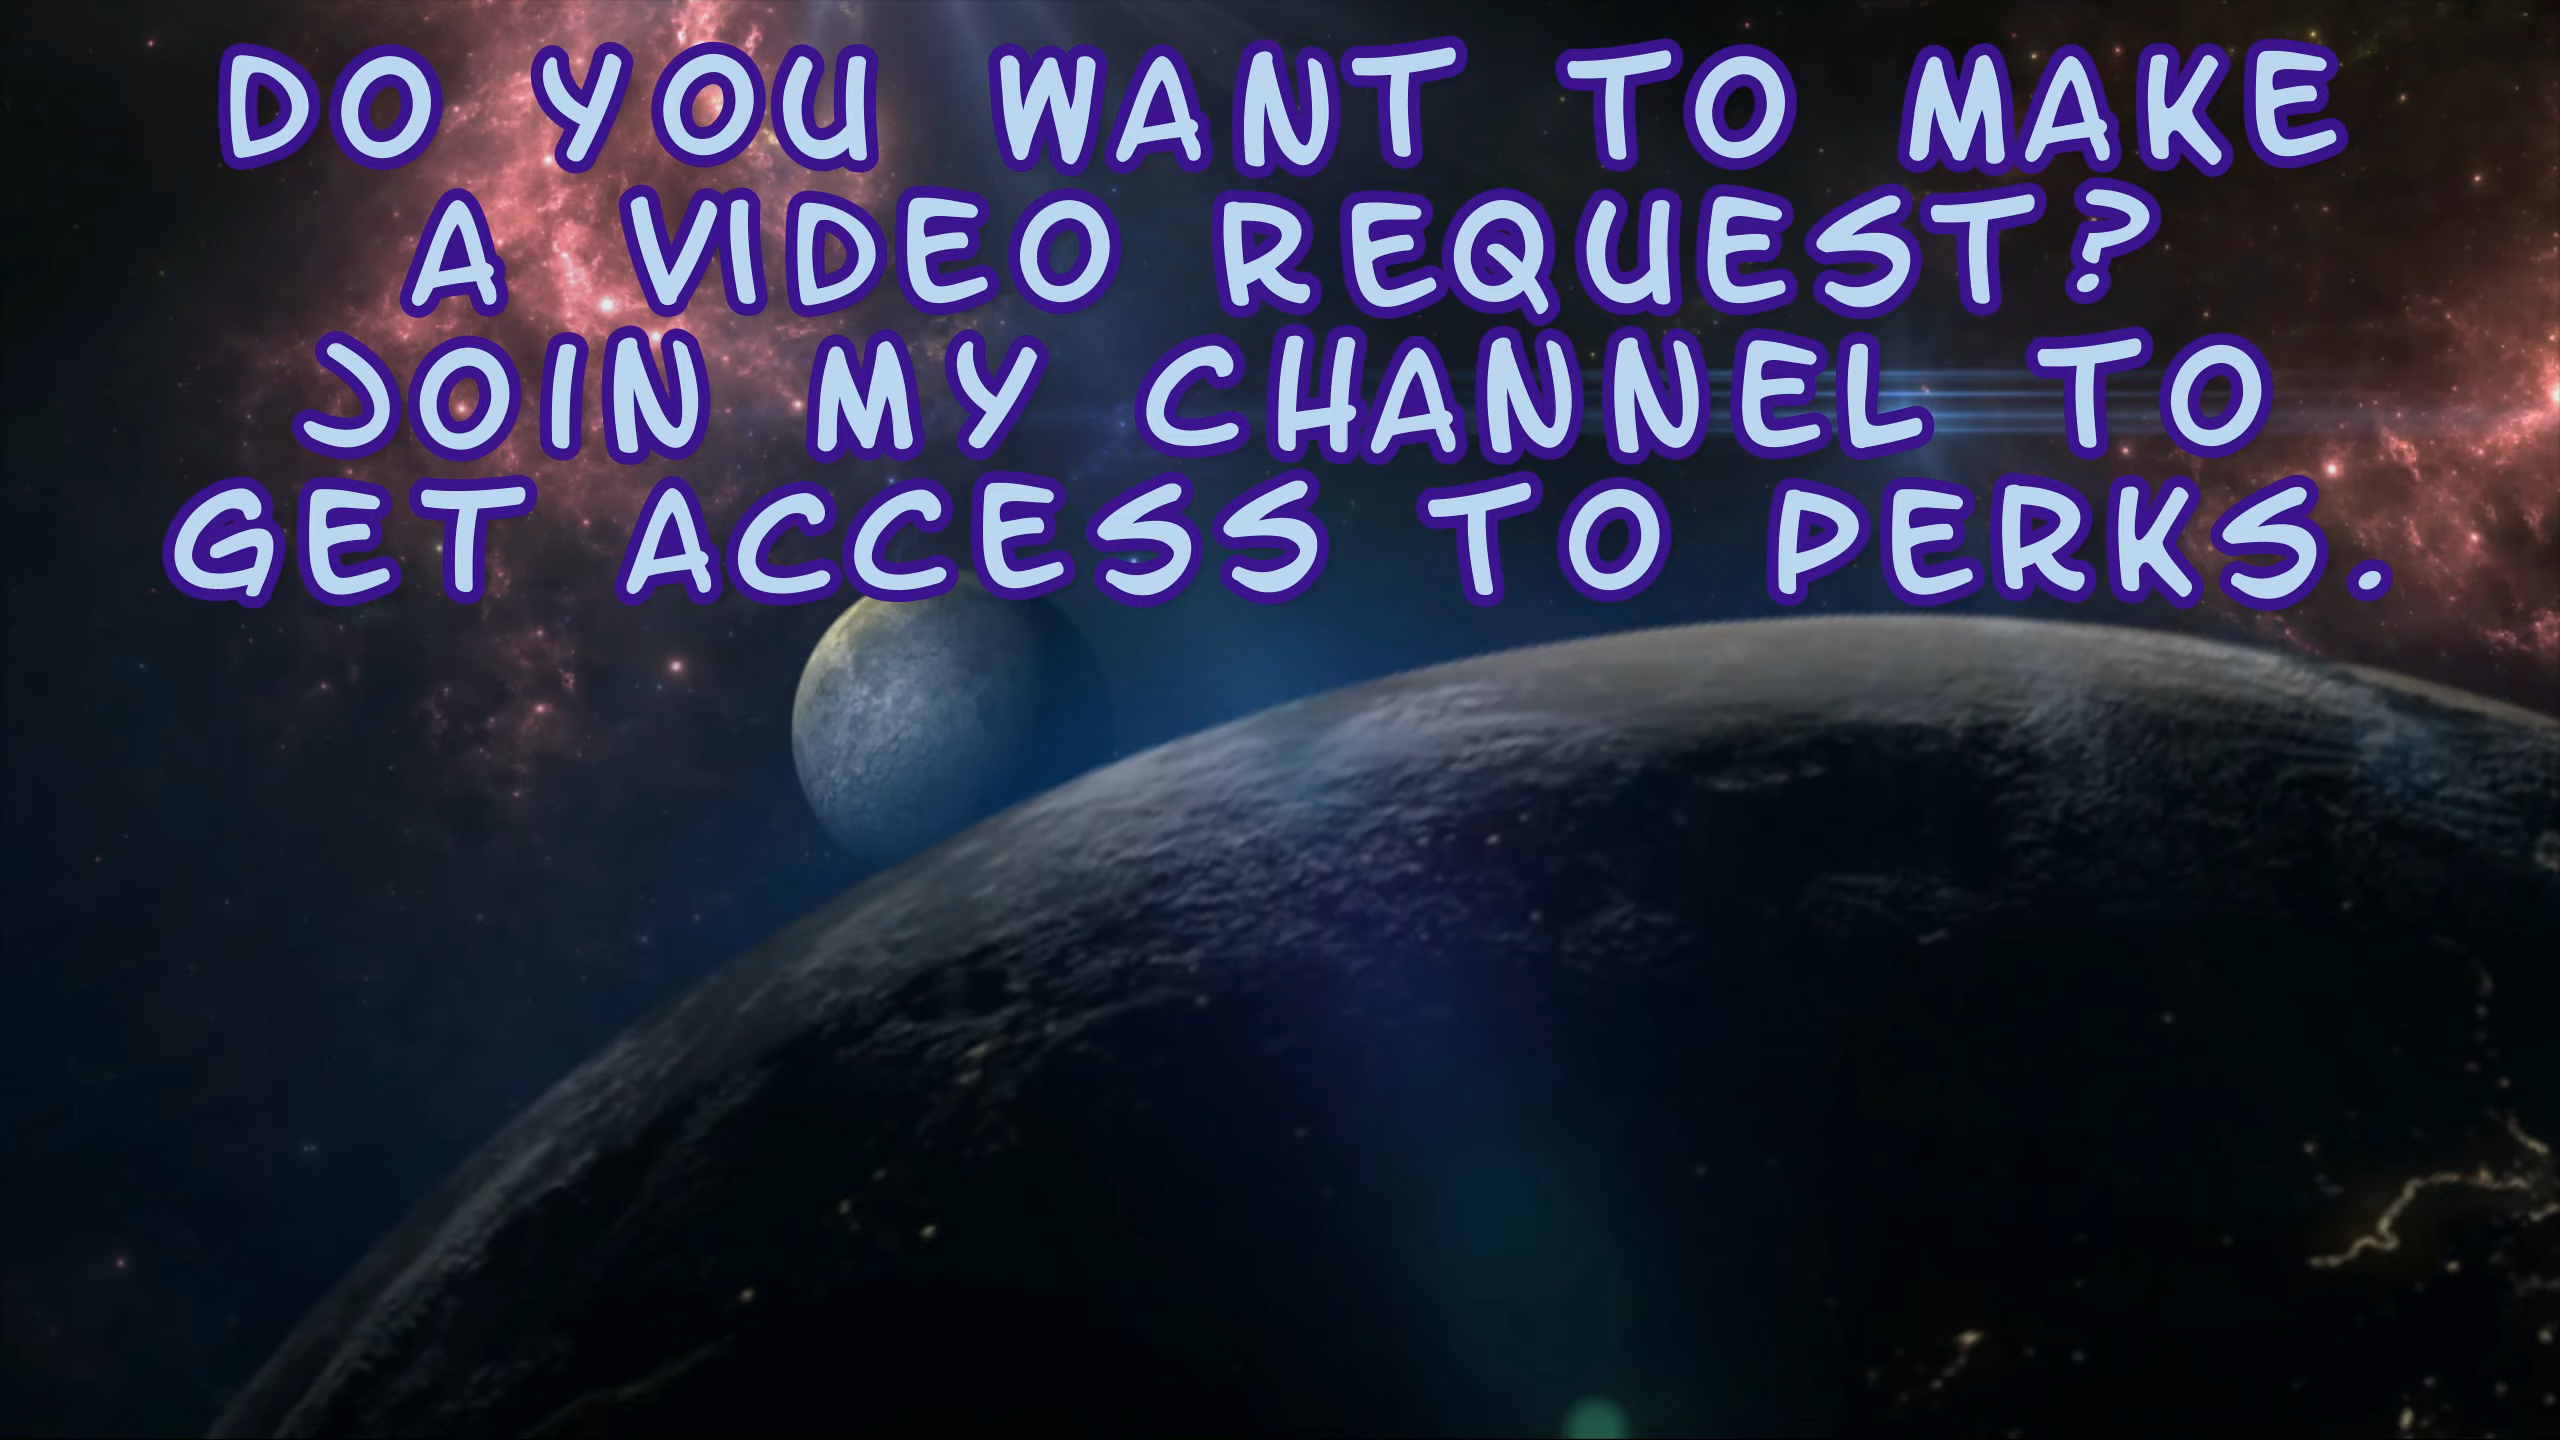 DO YOU WANT TO MAKE
A VIDEO REQUEST?
JOIN MY CHANNEL TO
GET ACCESS TO PERKS.